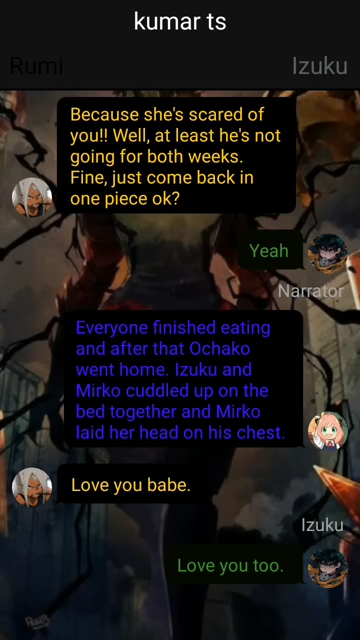 kumar ts
Rumi
Izuku
Because she's scared of
you!! Well, at least he's not
going for both weeks.
Fine, just come back in
one piece ok?
Yeah
Narrator
Everyone finished eating
and after that Ochako
went home. Izuku and
Mirko cuddled up on the
bed together and Mirko
laid her head on his chest.
Love you babe.
Izuku
Love you too.